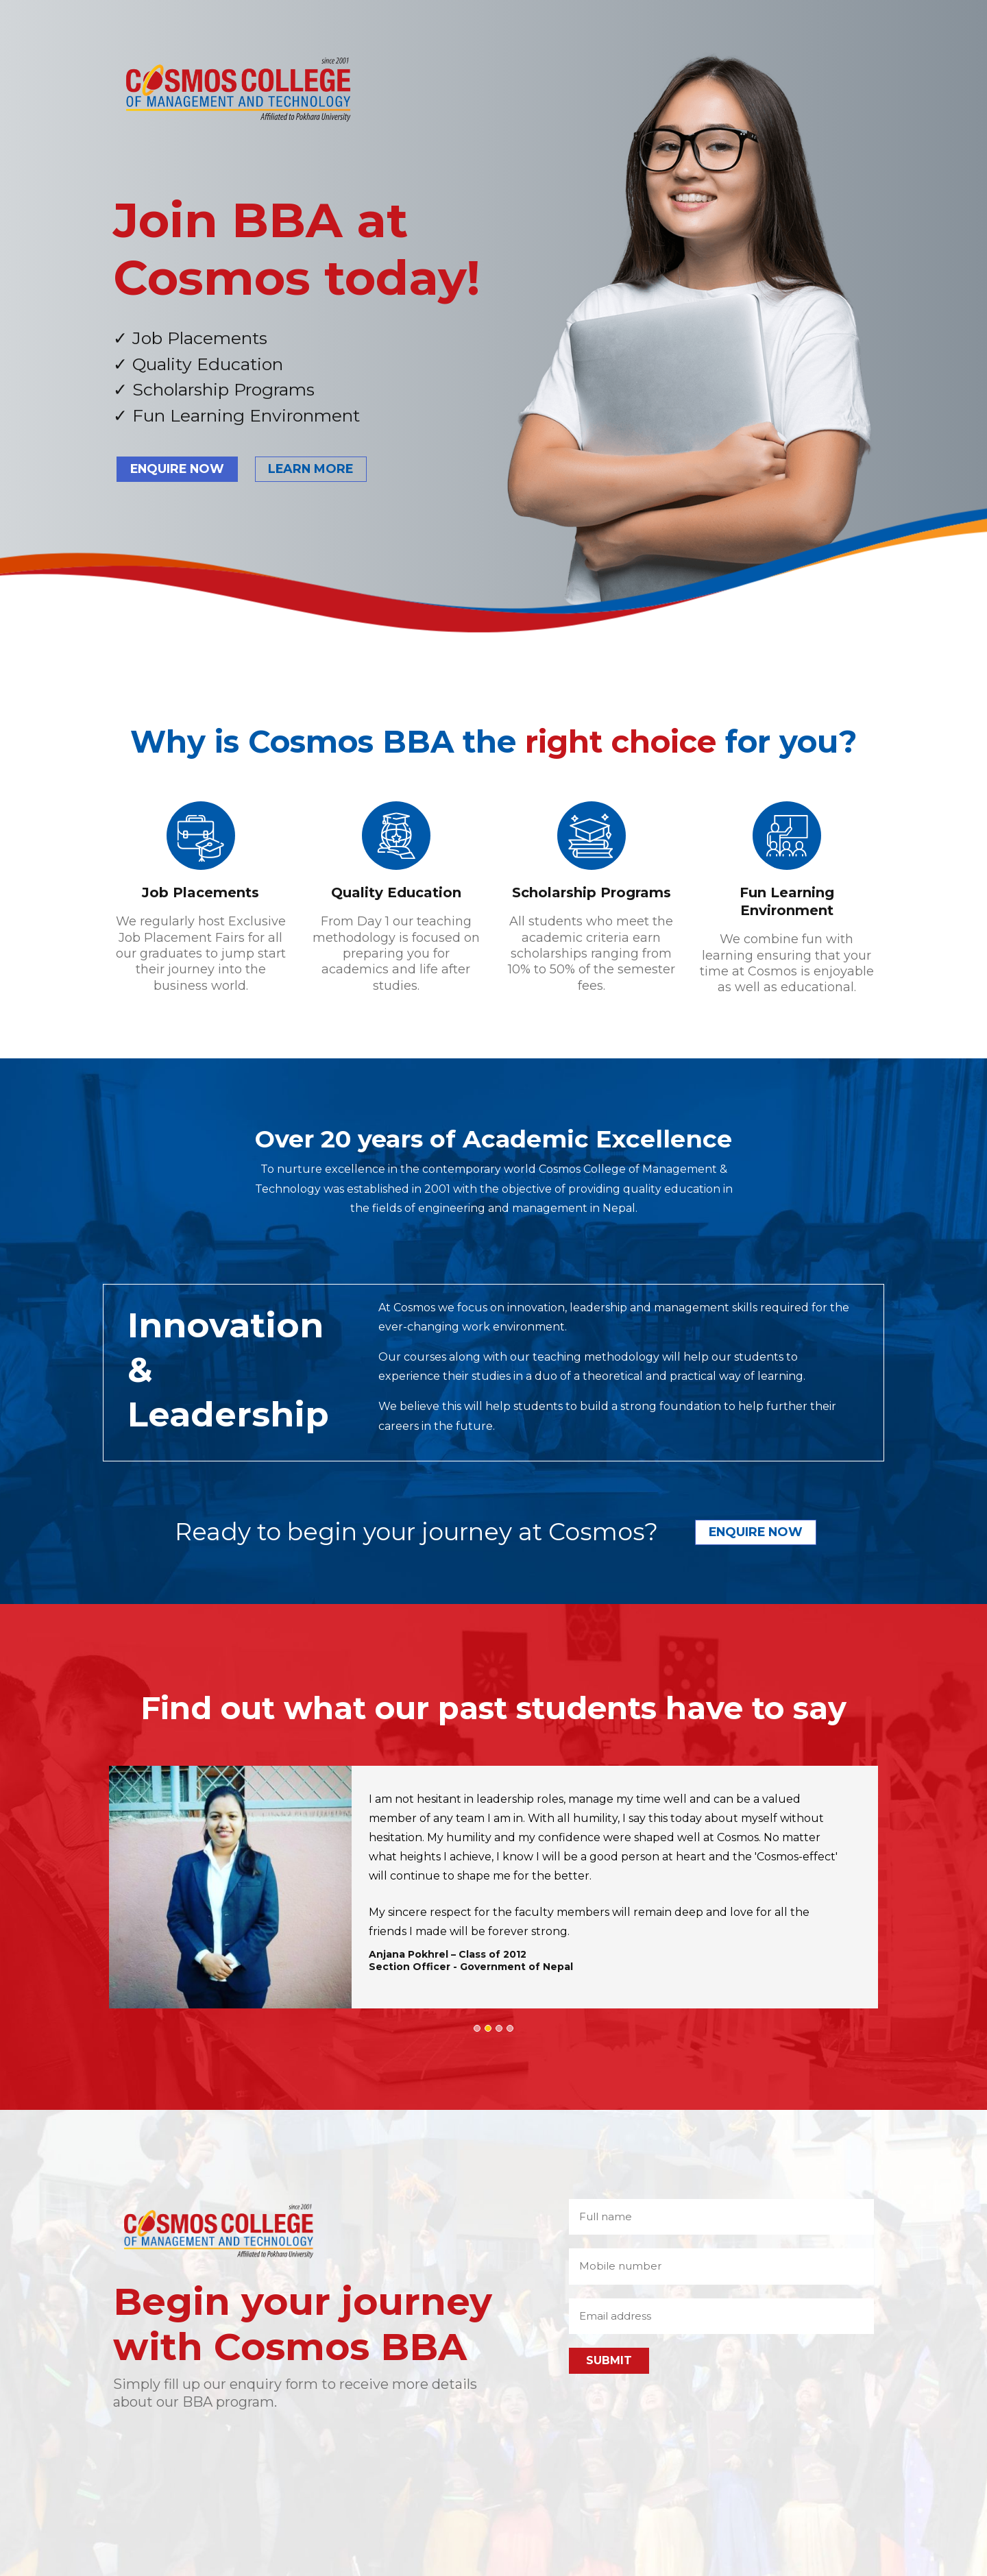 since 2001
COSMOS COLLEGE
OF MANAGEMENT AND TECHNOLOGY
Affiliated to Pokhara University
Join BBA at
Cosmos today!
✓ Job Placements
✓ Quality Education
✓ Scholarship Programs
✓ Fun Learning Environment
ENQUIRE NOW
LEARN MORE
Why is Cosmos BBA the right choice for you?
Job Placements
We regularly host Exclusive
Job Placement Fairs for all
our graduates to jump start
their journey into the
business world.
Quality Education
From Day 1 our teaching
methodology is focused on
preparing you for
academics and life after
studies.
Scholarship Programs
All students who meet the
academic criteria earn
scholarships ranging from
10% to 50% of the semester
fees.
Fun Learning
Environment
We combine fun with
learning ensuring that your
time at Cosmos is enjoyable
as well as educational.
Over 20 years of Academic Excellence
To nurture excellence in the contemporary world Cosmos College of Management &
Technology was established in 2001 with the objective of providing quality education in
the fields of engineering and management in Nepal.
Innovation
&
Leadership
At Cosmos we focus on innovation, leadership and management skills required for the
ever-changing work environment.
Our courses along with our teaching methodology will help our students to
experience their studies in a duo of a theoretical and practical way of learning.
We believe this will help students to build a strong foundation to help further their
careers in the future.
Ready to begin your journey at Cosmos?
ENQUIRE NOW
Find out what our past students have to say
PRINCIPLES
I am not hesitant in leadership roles, manage my time well and can be a valued
member of any team I am in. With all humility, I say this today about myself without
hesitation. My humility and my confidence were shaped well at Cosmos. No matter
what heights I achieve, I know I will be a good person at heart and the 'Cosmos-effect'
will continue to shape me for the better.
My sincere respect for the faculty members will remain deep and love for all the
friends I made will be forever strong.
Anjana Pokhrel – Class of 2012
Section Officer - Government of Nepal
since 2001
COSMOS COLLEGE
OF MANAGEMENT AND TECHNOLOGY
Affiliated to Pokhara University
Begin your journey
with Cosmos BBA
Simply fill up our enquiry form to receive more details
about our BBA program.
Full name
Mobile number
Email address
SUBMIT